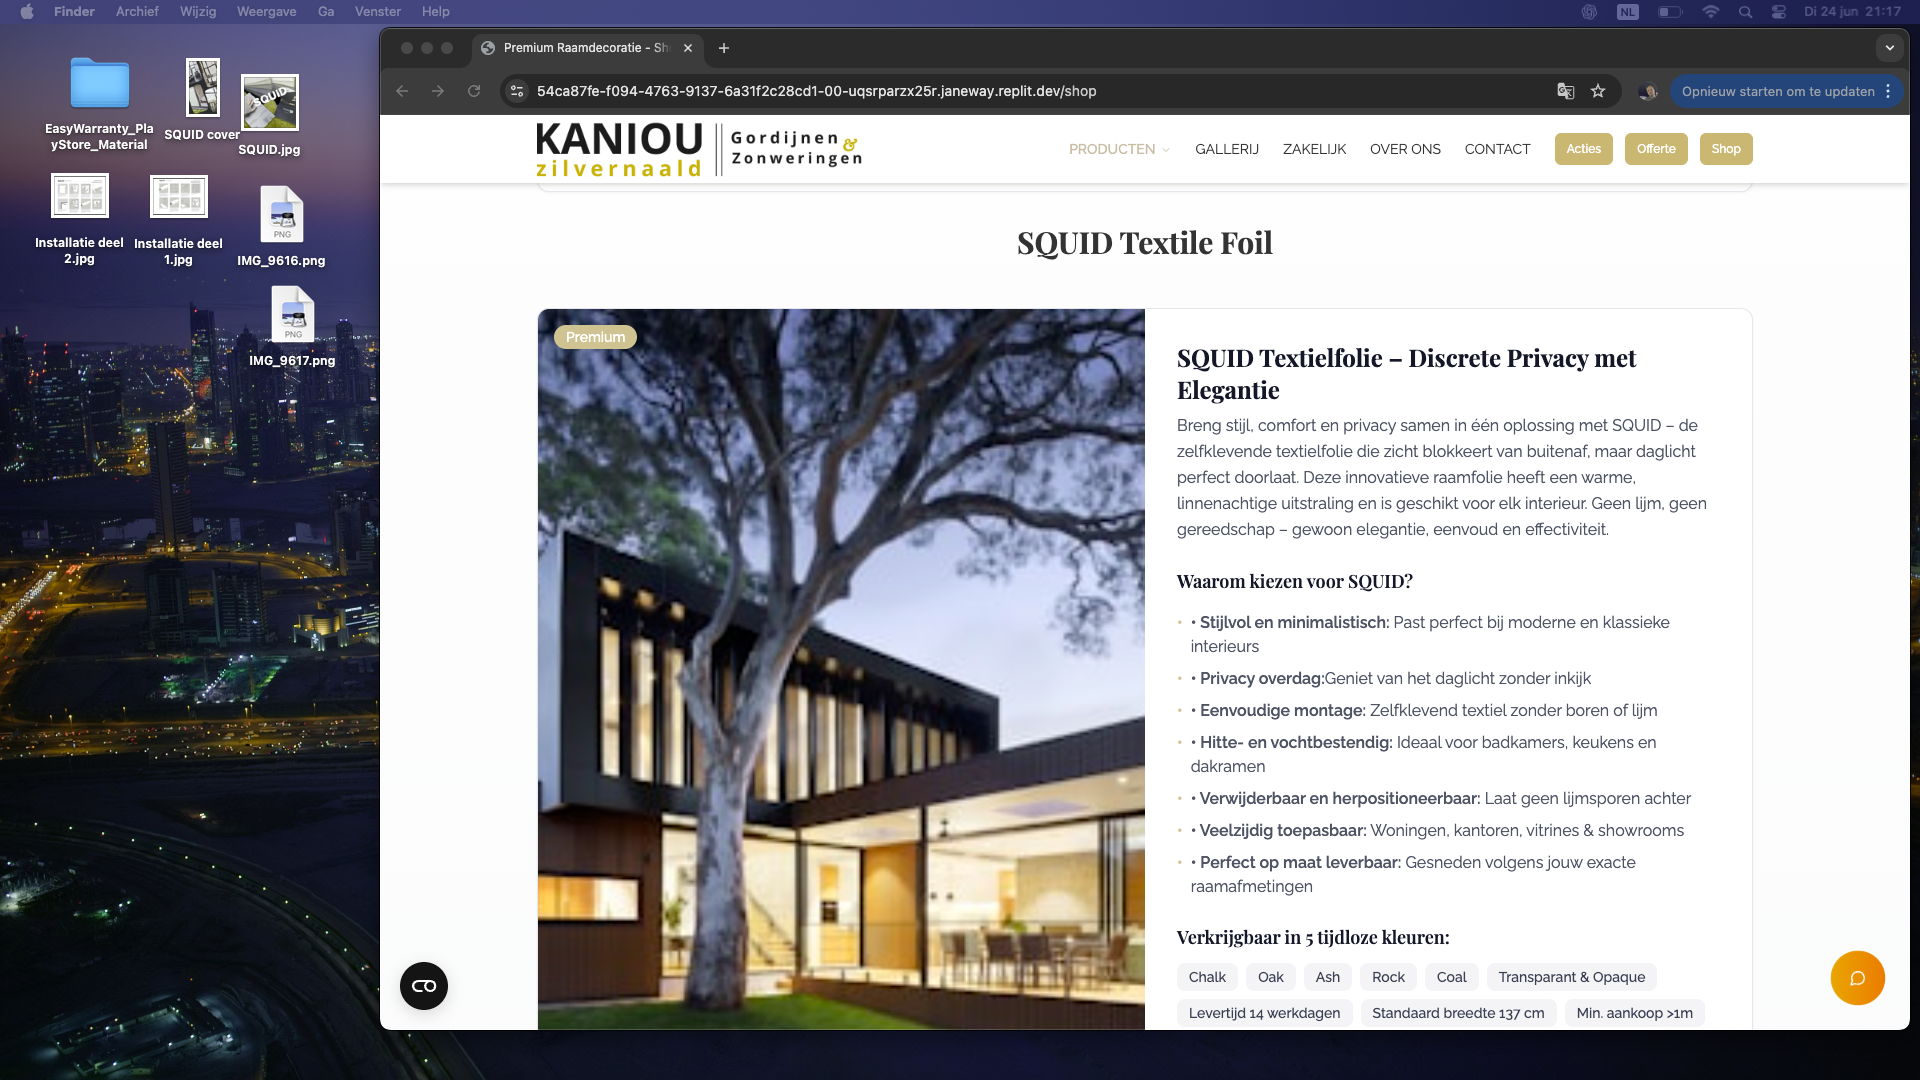 Finder Archief Wijzig Weergave Ga Venster Help
NL Di 24 jun 21:17
EasyWarranty_Pla
yStore_Material
SQUID cover
SQUID
SQUID.jpg
Installatie deel
2.jpg
Installatie deel
1.jpg
PNG
IMG_9616.png
PNG
IMG_9617.png
Premium Raamdecoratie - Sh
54ca87fe-f094-4763-9137-6a31f2c28cd1-00-uqsrparzx25r.janeway.replit.dev/shop
Opnieuw starten om te updaten
KANIOU
zilvernaald
Gordijnen &
Zonweringen
PRODUCTEN GALLERIJ ZAKELIJK OVER ONS CONTACT Acties Offerte Shop
SQUID Textile Foil
Premium
SQUID Textielfolie – Discrete Privacy met
Elegantie
Breng stijl, comfort en privacy samen in één oplossing met SQUID – de
zelfklevende textielfolie die zicht blokkeert van buitenaf, maar daglicht
perfect doorlaat. Deze innovatieve raamfolie heeft een warme,
linnenachtige uitstraling en is geschikt voor elk interieur. Geen lijm, geen
gereedschap – gewoon elegantie, eenvoud en effectiviteit.
Waarom kiezen voor SQUID?
• • Stijlvol en minimalistisch: Past perfect bij moderne en klassieke
interieurs
• • Privacy overdag:Geniet van het daglicht zonder inkijk
• • Eenvoudige montage: Zelfklevend textiel zonder boren of lijm
• • Hitte- en vochtbestendig: Ideaal voor badkamers, keukens en
dakramen
• • Verwijderbaar en herpositioneerbaar: Laat geen lijmsporen achter
• • Veelzijdig toepasbaar: Woningen, kantoren, vitrines & showrooms
• • Perfect op maat leverbaar: Gesneden volgens jouw exacte
raamafmetingen
Verkrijgbaar in 5 tijdloze kleuren:
Chalk Oak Ash Rock Coal Transparant & Opaque
Levertijd 14 werkdagen Standaard breedte 137 cm Min. aankoop >1m